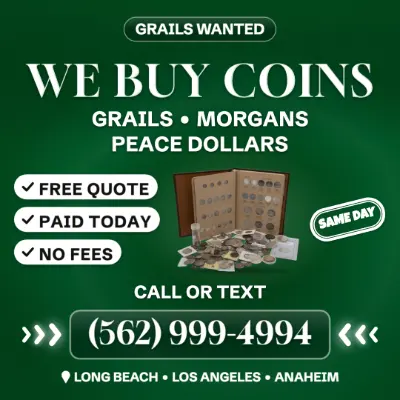 GRAILS WANTED
WE BUY COINS
GRAILS • MORGANS
PEACE DOLLARS
✓ FREE QUOTE
✓ PAID TODAY
✓ NO FEES
SAME DAY
CALL OR TEXT
(562) 999-4994
LONG BEACH • LOS ANGELES • ANAHEIM